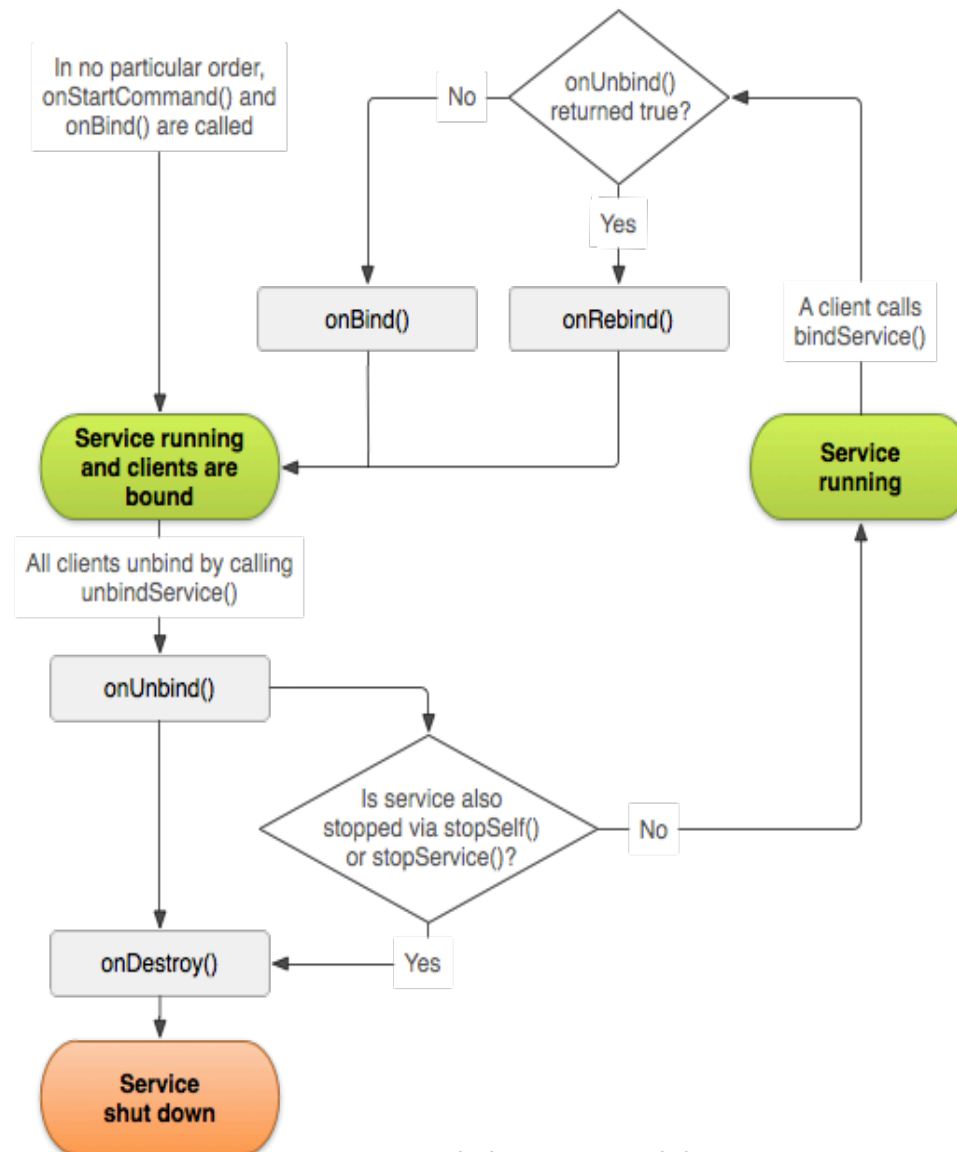 In no particular order,
onStartCommand() and
onBind() are called
onUnbind()
returned true?
No
Yes
onBind()
onRebind()
A client calls
bindService()
Service running
and clients are
bound
Service
running
All clients unbind by calling
unbindService()
onUnbind()
Is service also
stopped via stopSelf()
or stopService()?
No
Yes
onDestroy()
Service
shut down